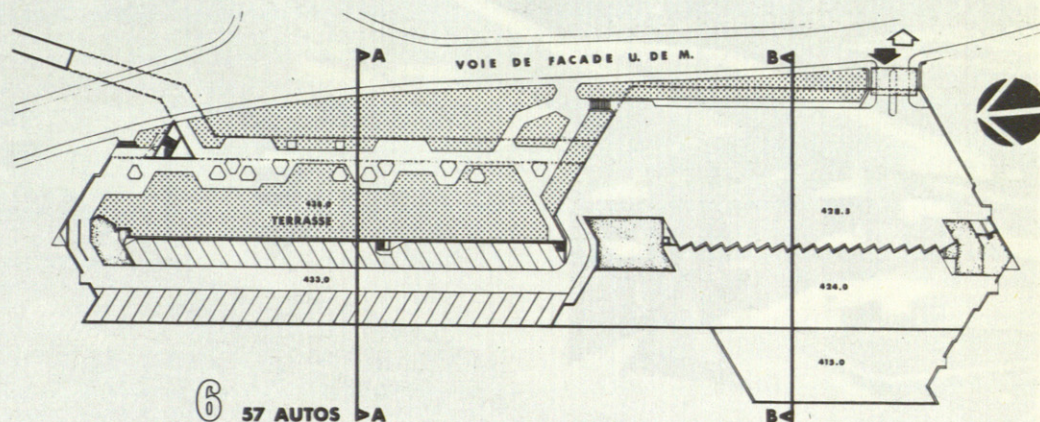 A
VOIE DE FACADE U. DE M.
B
428.5
TERRASSE
433.0
424.0
415.0
6 57 AUTOS
A
B